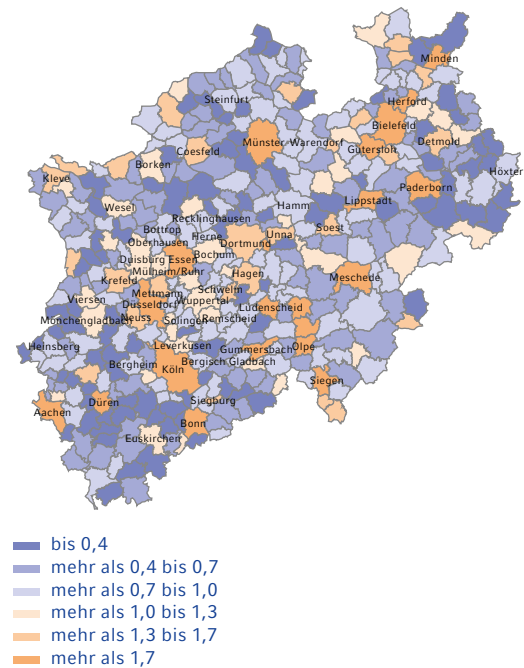 Minden
Steinfurt
Herford
Bielefeld
Münster
Warendorf
Gütersloh
Detmold
Coesfeld
Borken
Höxter
Kleve
Paderborn
Lippstadt
Wesel
Hamm
Recklinghausen
Bottrop
Herne
Unna
Soest
Oberhausen
Dortmund
Bochum
Duisburg
Essen
Mülheim/Ruhr
Hagen
Meschede
Krefeld
Mettmann
Schwelm
Viersen
Wuppertal
Düsseldorf
Lüdenscheid
Mönchengladbach
Neuss
Solingen
Remscheid
Heinsberg
Leverkusen
Gummersbach
Olpe
Bergheim
Köln
Bergisch Gladbach
Siegen
Aachen
Düren
Siegburg
Bonn
Euskirchen
bis 0,4
mehr als 0,4 bis 0,7
mehr als 0,7 bis 1,0
mehr als 1,0 bis 1,3
mehr als 1,3 bis 1,7
mehr als 1,7